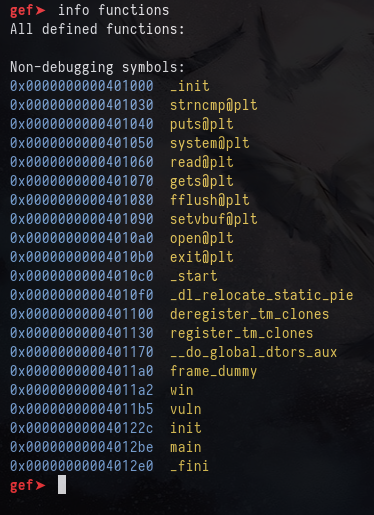 gef➤  info functions
All defined functions:

Non-debugging symbols:
0x0000000000401000  _init
0x0000000000401030  strncmp@plt
0x0000000000401040  puts@plt
0x0000000000401050  system@plt
0x0000000000401060  read@plt
0x0000000000401070  gets@plt
0x0000000000401080  fflush@plt
0x0000000000401090  setvbuf@plt
0x00000000004010a0  open@plt
0x00000000004010b0  exit@plt
0x00000000004010c0  _start
0x00000000004010f0  _dl_relocate_static_pie
0x0000000000401100  deregister_tm_clones
0x0000000000401130  register_tm_clones
0x0000000000401170  __do_global_dtors_aux
0x00000000004011a0  frame_dummy
0x00000000004011a2  win
0x00000000004011b5  vuln
0x000000000040122c  init
0x00000000004012be  main
0x00000000004012e0  _fini
gef➤